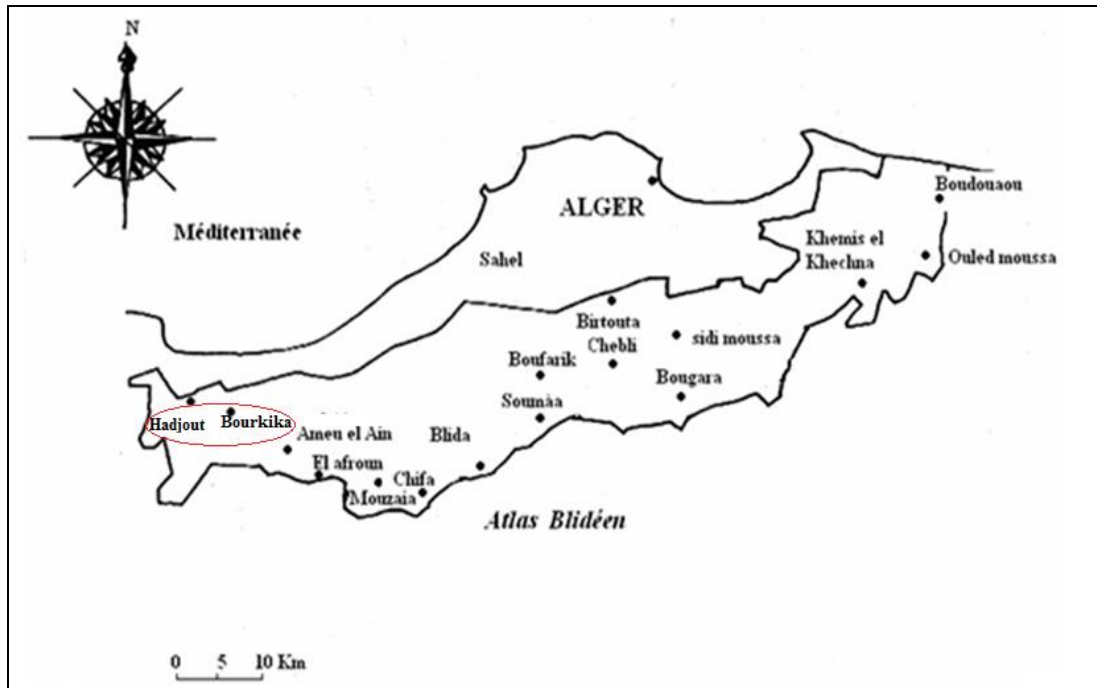 N
Méditerranée
ALGER
Sahel
Boudouaou
Khemis el
Khechna
Ouled moussa
Birtouta
Chebli
sidi moussa
Boufarik
Bougara
Soumàa
Hadjout
Bourkika
Ameu el Ain
Blida
El afroun
Chifa
Mouzaia
Atlas Blidéen
0 5 10 Km